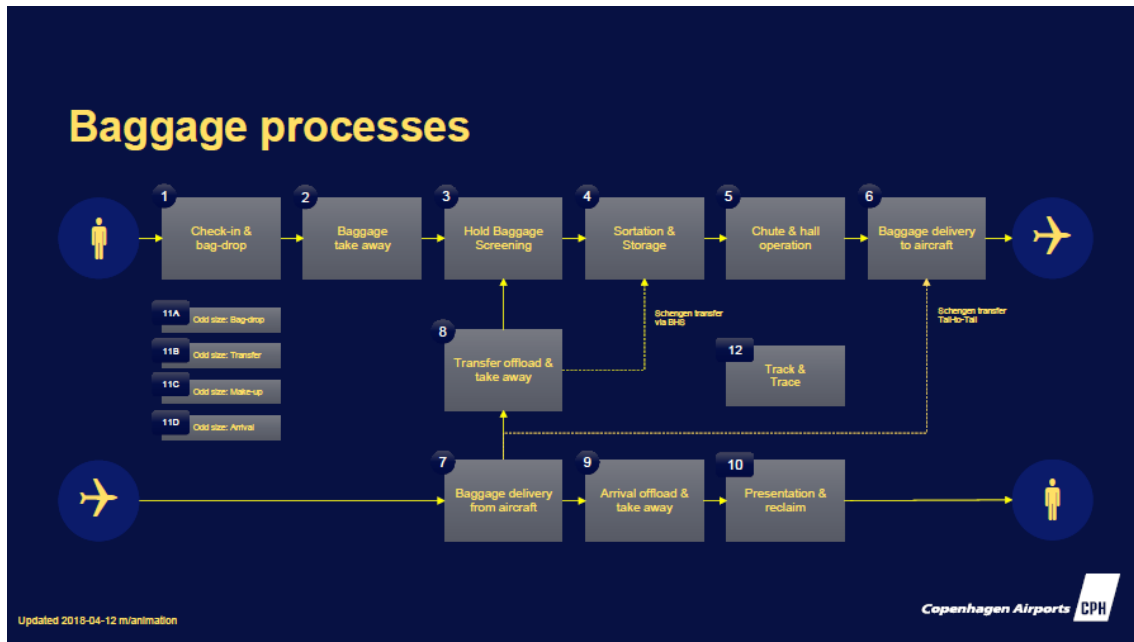 Baggage processes
1
Check-in &
bag-drop
2
Baggage
take away
3
Hold Baggage
Screening
4
Sortation &
Storage
5
Chute & hall
operation
6
Baggage delivery
to aircraft
11A
Odd size: Bag-drop
11B
Odd size: Transfer
11C
Odd size: Make-up
11D
Odd size: Arrival
8
Transfer offload &
take away
Schengen transfer
via BHS
12
Track &
Trace
Schengen transfer
Tail-to-Tail
7
Baggage delivery
from aircraft
9
Arrival offload &
take away
10
Presentation &
reclaim
Updated 2018-04-12 m/animation
Copenhagen Airports CPH